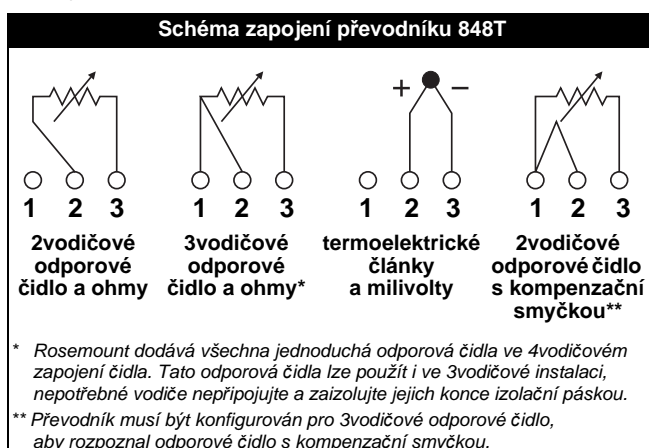 Schéma zapojení převodníku 848T
+ –
1 2 3
1 2 3
1 2 3
1 2 3
2vodičové
odporové
čidlo a ohmy
3vodičové
odporové
čidlo a ohmy*
termoelektrické
články
a milivolty
2vodičové
odporové čidlo
s kompenzační
smyčkou**
* Rosemount dodává všechna jednoduchá odporová čidla ve 4vodičovém
zapojení čidla. Tato odporová čidla lze použít i ve 3vodičové instalaci,
nepotřebné vodiče nepřipojujte a zaizolujte jejich konce izolační páskou.
** Převodník musí být konfigurován pro 3vodičové odporové čidlo,
aby rozpoznal odporové čidlo s kompenzační smyčkou.